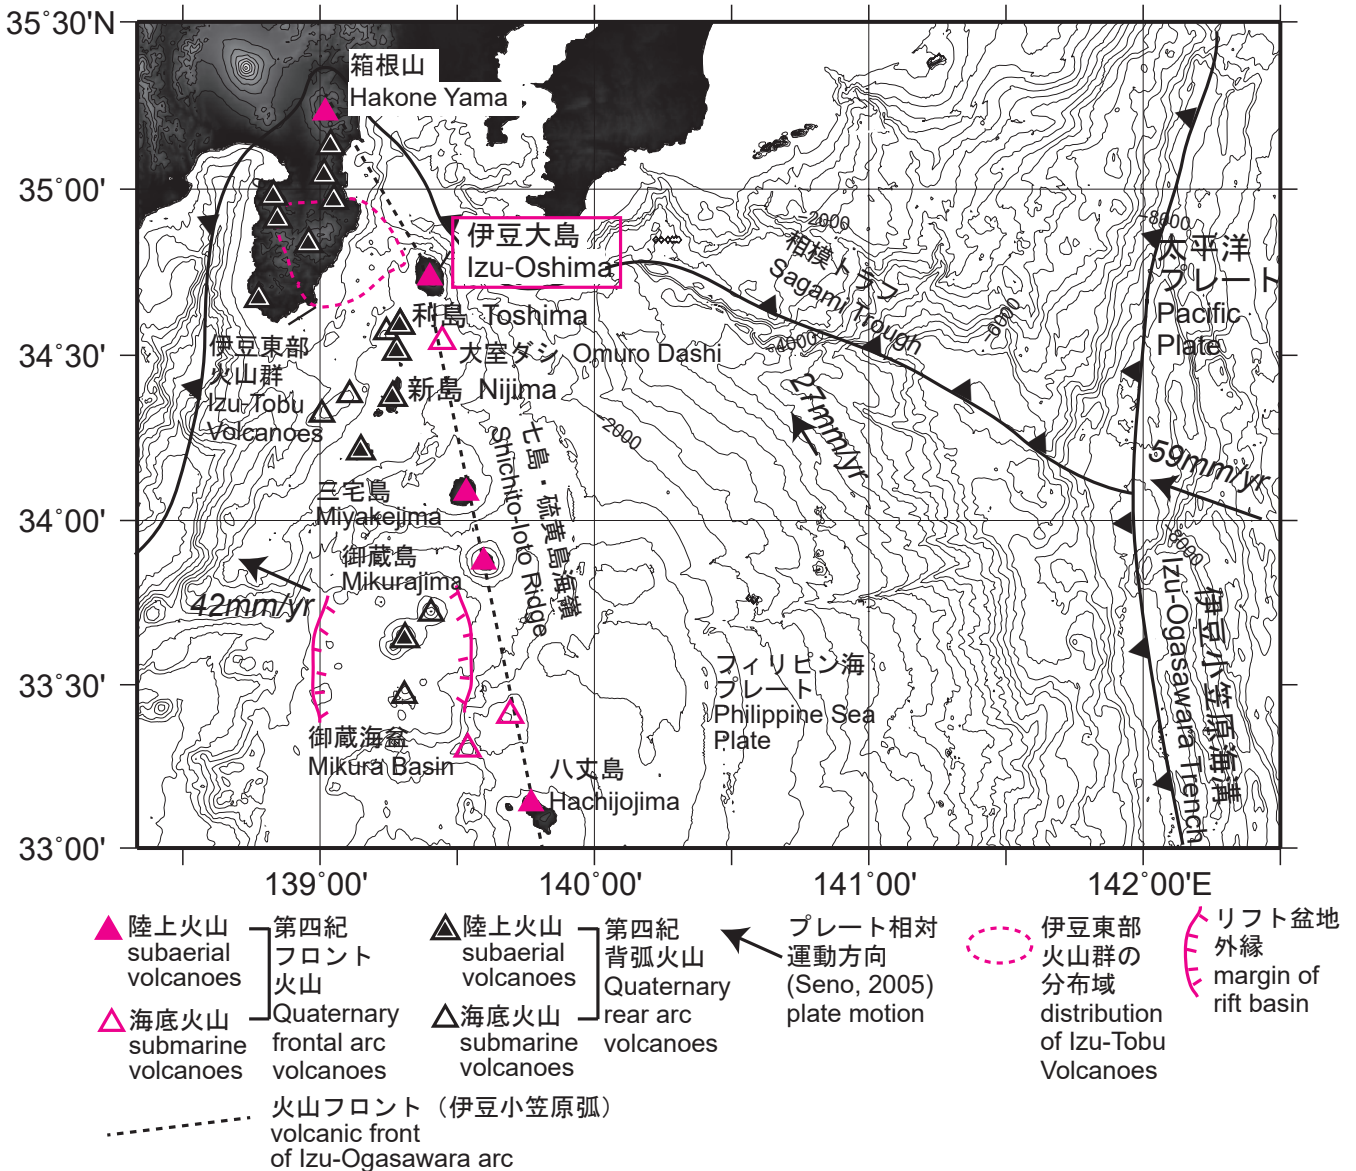 35˚30'N
箱根山
Hakone Yama
35˚00'
伊豆大島
Izu-Oshima
-2000
相模トラフ
Sagami Trough
-8000
太平洋
プレート
Pacific
Plate
-6000
利島 Toshima
-4000
34˚30'
大室ダシ Omuro Dashi
伊豆東部
火山群
Izu-Tobu
Volcanoes
新島 Nijima
27mm/yr
-2000
七島・硫黄島海嶺
Shichito-Ioto Ridge
59mm/yr
三宅島
Miyakejima
34˚00'
-8000
御蔵島
Mikurajima
42mm/yr
伊豆小笠原海溝
Izu-Ogasawara Trench
33˚30'
フィリピン海
プレート
Philippine Sea
Plate
御蔵海盆
Mikura Basin
八丈島
Hachijojima
33˚00'
139˚00'
140˚00'
141˚00'
142˚00'E
陸上火山
subaerial
volcanoes
海底火山
submarine
volcanoes
第四紀
フロント
火山
Quaternary
frontal arc
volcanoes
陸上火山
subaerial
volcanoes
海底火山
submarine
volcanoes
第四紀
背弧火山
Quaternary
rear arc
volcanoes
プレート相対
運動方向
(Seno, 2005)
plate motion
伊豆東部
火山群の
分布域
distribution
of Izu-Tobu
Volcanoes
リフト盆地
外縁
margin of
rift basin
火山フロント（伊豆小笠原弧）
volcanic front
of Izu-Ogasawara arc